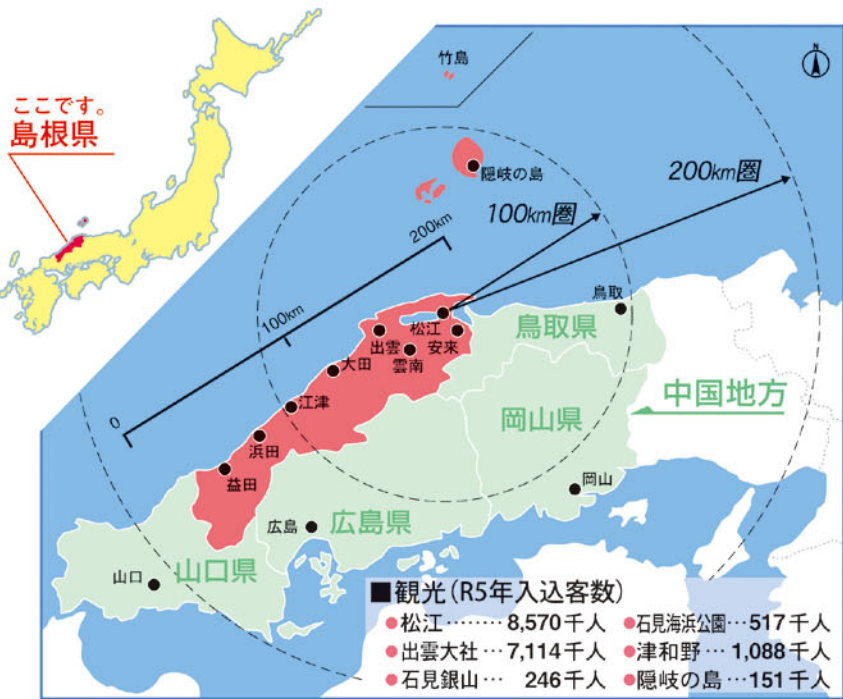 ここです。
島根県
竹島
N
隠岐の島
100km圏
200km圏
200km
100km
0
松江
鳥取
出雲
安来
雲南
大田
江津
浜田
益田
鳥取県
岡山県
中国地方
岡山
広島
広島県
山口
山口県
■観光(R5年入込客数)
●松江……… 8,570千人
●石見海浜公園… 517千人
●出雲大社… 7,114千人
●津和野… 1,088千人
●石見銀山… 246千人
●隠岐の島… 151千人